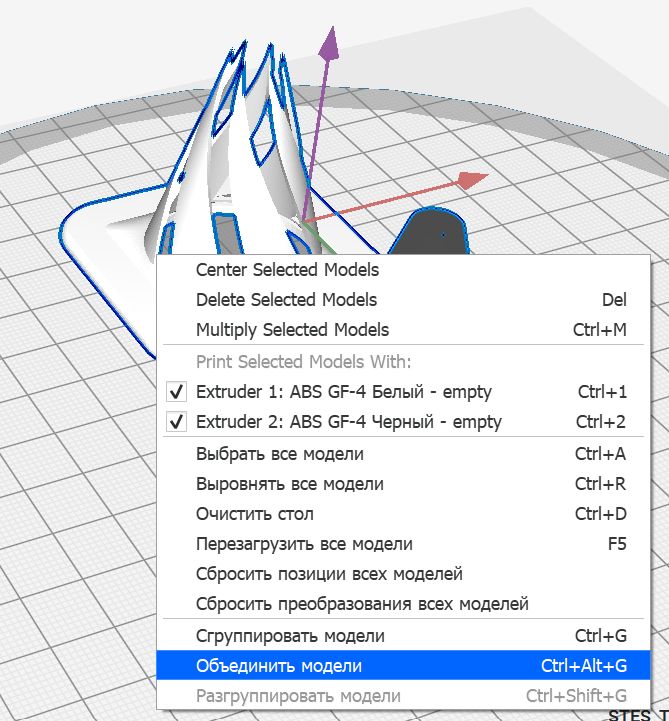 Center Selected Models
Delete Selected Models Del
Multiply Selected Models Ctrl+M
Print Selected Models With:
Extruder 1: ABS GF-4 Белый - empty Ctrl+1
Extruder 2: ABS GF-4 Черный - empty Ctrl+2
Выбрать все модели Ctrl+A
Выровнять все модели Ctrl+R
Очистить стол Ctrl+D
Перезагрузить все модели F5
Сбросить позиции всех моделей
Сбросить преобразования всех моделей
Сгруппировать модели Ctrl+G
Объединить модели Ctrl+Alt+G
Разгруппировать модели Ctrl+Shift+G